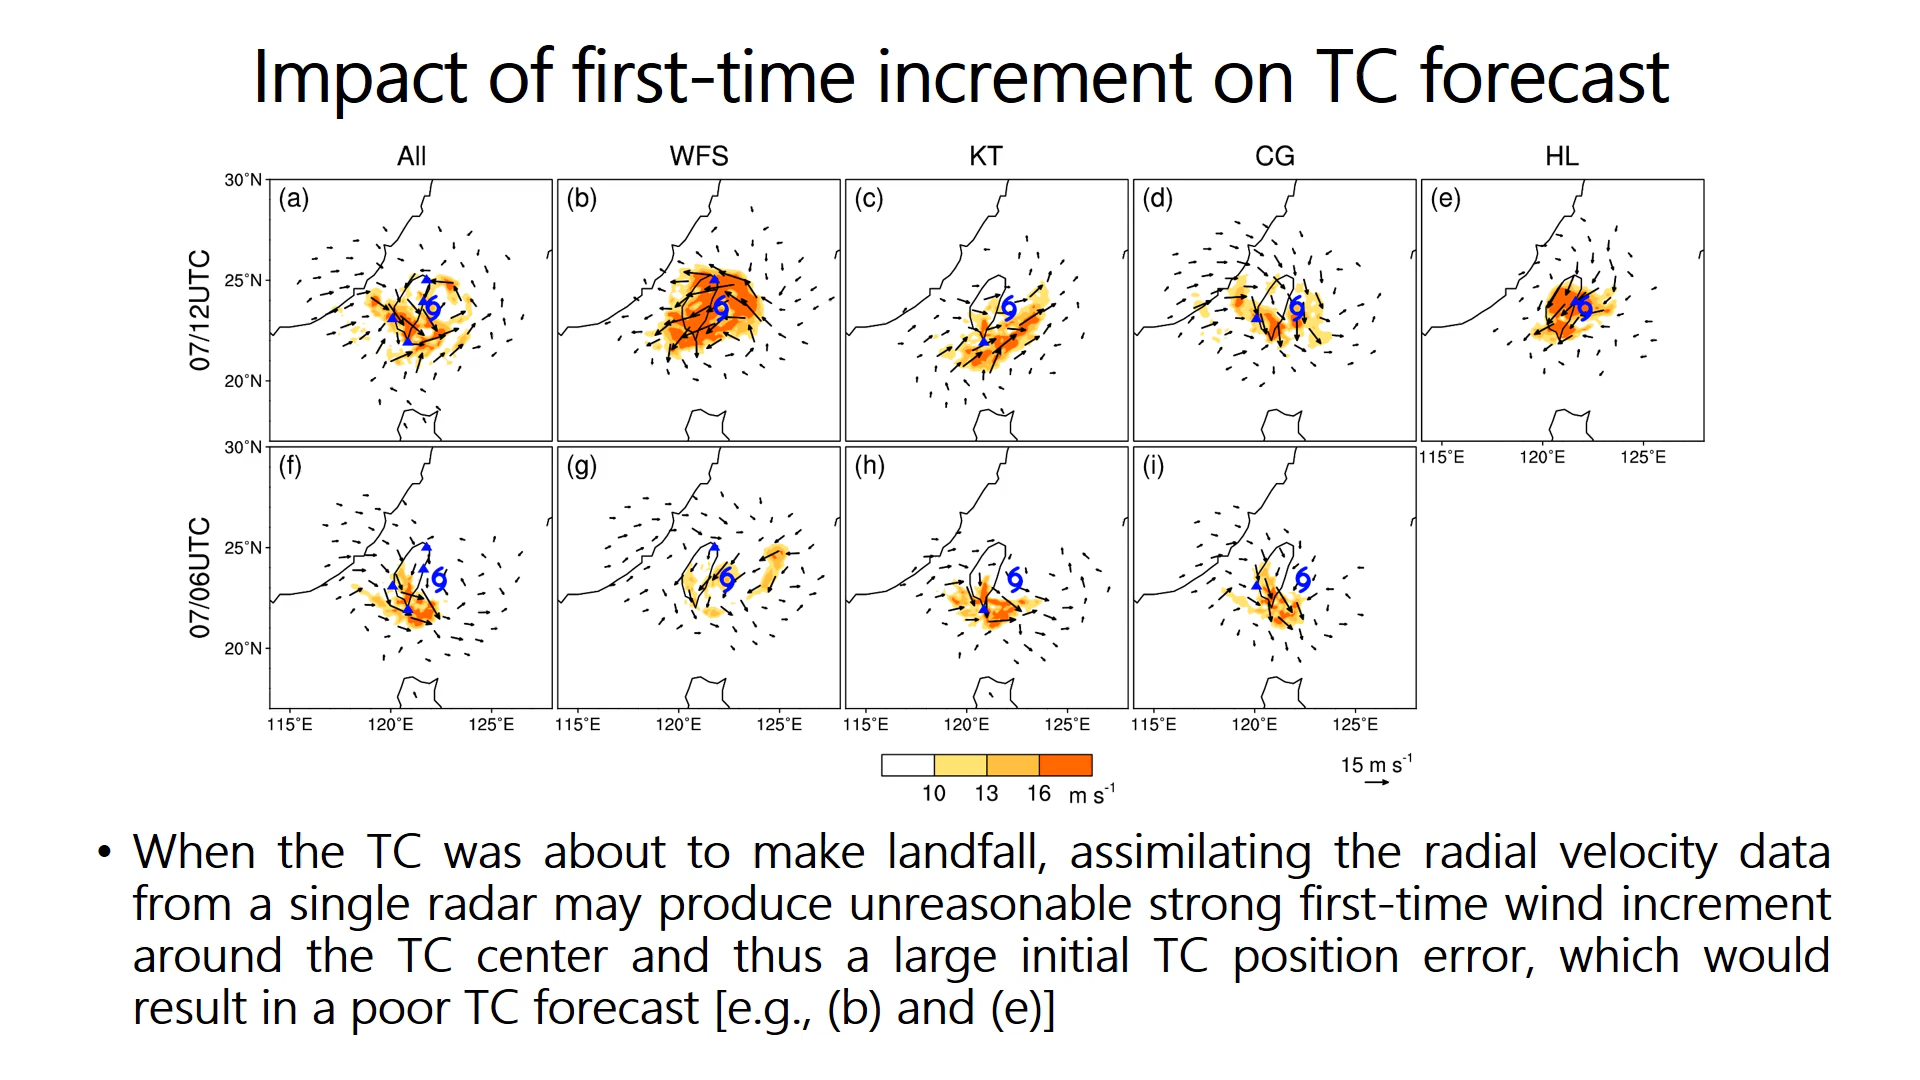 Impact of first-time increment on TC forecast
All WFS KT CG HL
07/12UTC
30°N (a) (b) (c) (d) (e)
25°N
20°N
07/06UTC
30°N (f) (g) (h) (i) 115°E 120°E 125°E
25°N
20°N
115°E 120°E 125°E 115°E 120°E 125°E 115°E 120°E 125°E 115°E 120°E 125°E
10 13 16 m s-1
15 m s-1
• When the TC was about to make landfall, assimilating the radial velocity data
from a single radar may produce unreasonable strong first-time wind increment
around the TC center and thus a large initial TC position error, which would
result in a poor TC forecast [e.g., (b) and (e)]